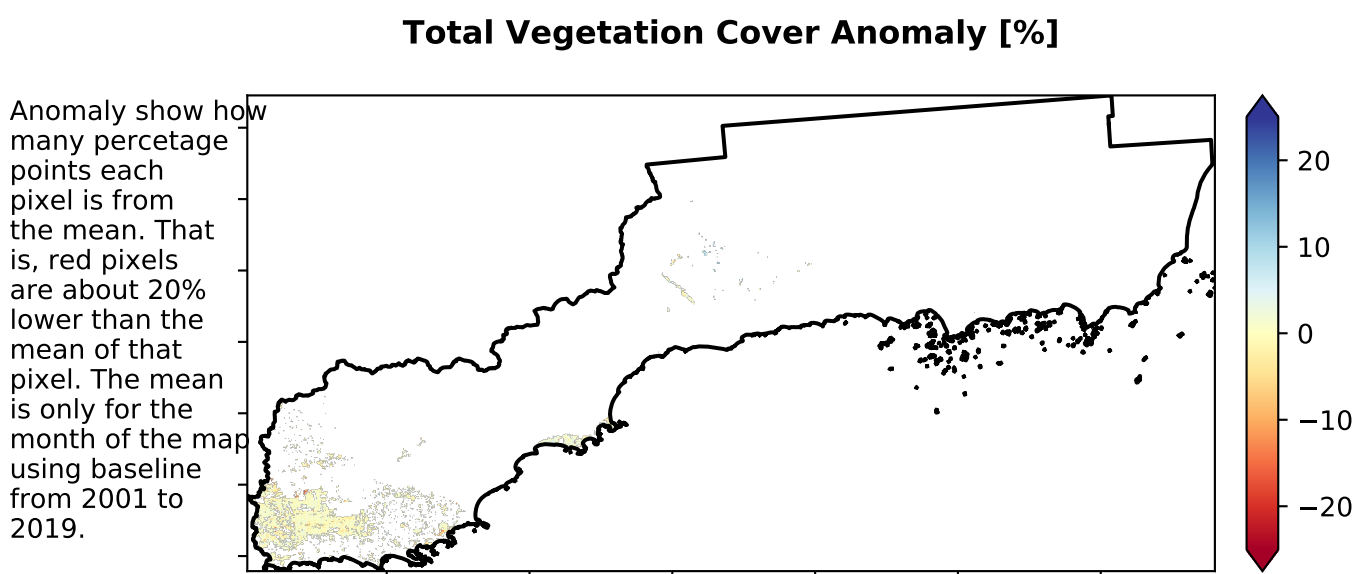 Total Vegetation Cover Anomaly [%]
Anomaly show how
many percetage
points each
pixel is from
the mean. That
is, red pixels
are about 20%
lower than the
mean of that
pixel. The mean
is only for the
month of the map
using baseline
from 2001 to
2019.
20
10
0
−10
−20